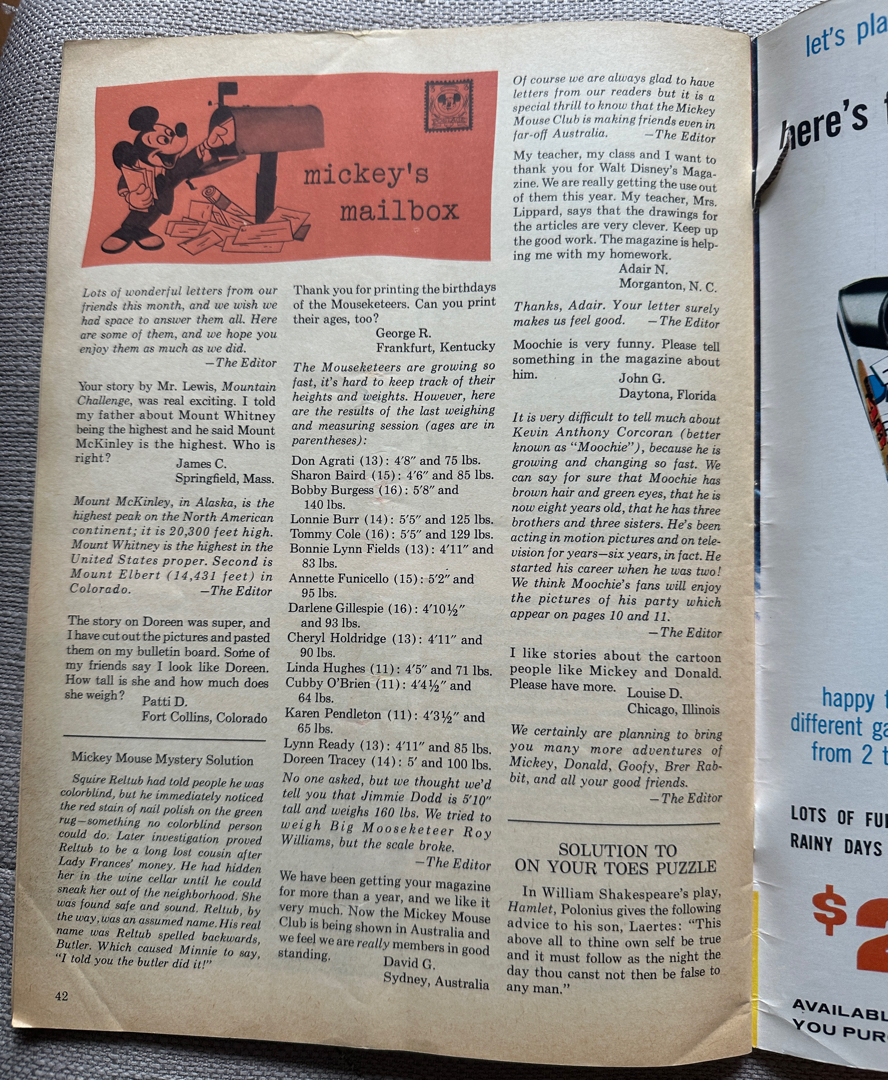 mickey's
mailbox
Lots of wonderful letters from our
friends this month, and we wish we
had space to answer them all. Here
are some of them, and we hope you
enjoy them as much as we did.
—The Editor
Your story by Mr. Lewis, Mountain
Challenge, was real exciting. I told
my father about Mount Whitney
being the highest and he said Mount
McKinley is the highest. Who is
right?
James C.
Springfield, Mass.
Mount McKinley, in Alaska, is the
highest peak on the North American
continent; it is 20,300 feet high.
Mount Whitney is the highest in the
United States proper. Second is
Mount Elbert (14,431 feet) in
Colorado. —The Editor
The story on Doreen was super, and
I have cut out the pictures and pasted
them on my bulletin board. Some of
my friends say I look like Doreen.
How tall is she and how much does
she weigh?
Patti D.
Fort Collins, Colorado
Mickey Mouse Mystery Solution
Squire Reltub had told people he was
colorblind, but he immediately noticed
the red stain of nail polish on the green
rug—something no colorblind person
could do. Later investigation proved
Reltub to be a long lost cousin after
Lady Frances' money. He had hidden
her in the wine cellar until he could
sneak her out of the neighborhood. She
was found safe and sound. Reltub, by
the way, was an assumed name. His real
name was Reltub spelled backwards,
Butler. Which caused Minnie to say,
"I told you the butler did it!"
42
Thank you for printing the birthdays
of the Mouseketeers. Can you print
their ages, too?
George R.
Frankfurt, Kentucky
The Mouseketeers are growing so
fast, it's hard to keep track of their
heights and weights. However, here
are the results of the last weighing
and measuring session (ages are in
parentheses):
Don Agrati (13): 4'8" and 75 lbs.
Sharon Baird (15): 4'6" and 85 lbs.
Bobby Burgess (16): 5'8" and
140 lbs.
Lonnie Burr (14): 5'5" and 125 lbs.
Tommy Cole (16): 5'5" and 129 lbs.
Bonnie Lynn Fields (13): 4'11" and
83 lbs.
Annette Funicello (15): 5'2" and
95 lbs.
Darlene Gillespie (16): 4'10½"
and 93 lbs.
Cheryl Holdridge (13): 4'11" and
90 lbs.
Linda Hughes (11): 4'5" and 71 lbs.
Cubby O'Brien (11): 4'4½" and
64 lbs.
Karen Pendleton (11): 4'3½" and
65 lbs.
Lynn Ready (13): 4'11" and 85 lbs.
Doreen Tracey (14): 5' and 100 lbs.
No one asked, but we thought we'd
tell you that Jimmie Dodd is 5'10"
tall and weighs 160 lbs. We tried to
weigh Big Mooseketeer Roy
Williams, but the scale broke.
—The Editor
We have been getting your magazine
for more than a year, and we like it
very much. Now the Mickey Mouse
Club is being shown in Australia and
we feel we are really members in good
standing.
David G.
Sydney, Australia
Of course we are always glad to have
letters from our readers but it is a
special thrill to know that the Mickey
Mouse Club is making friends even in
far-off Australia. —The Editor
My teacher, my class and I want to
thank you for Walt Disney's Maga-
zine. We are really getting the use out
of them this year. My teacher, Mrs.
Lippard, says that the drawings for
the articles are very clever. Keep up
the good work. The magazine is help-
ing me with my homework.
Adair N.
Morganton, N. C.
Thanks, Adair. Your letter surely
makes us feel good. —The Editor
Moochie is very funny. Please tell
something in the magazine about
him.
John G.
Daytona, Florida
It is very difficult to tell much about
Kevin Anthony Corcoran (better
known as "Moochie"), because he is
growing and changing so fast. We
can say for sure that Moochie has
brown hair and green eyes, that he is
now eight years old, that he has three
brothers and three sisters. He's been
acting in motion pictures and on tele-
vision for years—six years, in fact. He
started his career when he was two!
We think Moochie's fans will enjoy
the pictures of his party which
appear on pages 10 and 11.
—The Editor
I like stories about the cartoon
people like Mickey and Donald.
Please have more.
Louise D.
Chicago, Illinois
We certainly are planning to bring
you many more adventures of
Mickey, Donald, Goofy, Brer Rab-
bit, and all your good friends.
—The Editor
SOLUTION TO
ON YOUR TOES PUZZLE
In William Shakespeare's play,
Hamlet, Polonius gives the following
advice to his son, Laertes: "This
above all to thine own self be true
and it must follow as the night the
day thou canst not then be false to
any man."
let's pla
here's
happy
different ga
from 2 t
LOTS OF FU
RAINY DAYS
$2
AVAILABL
YOU PUR